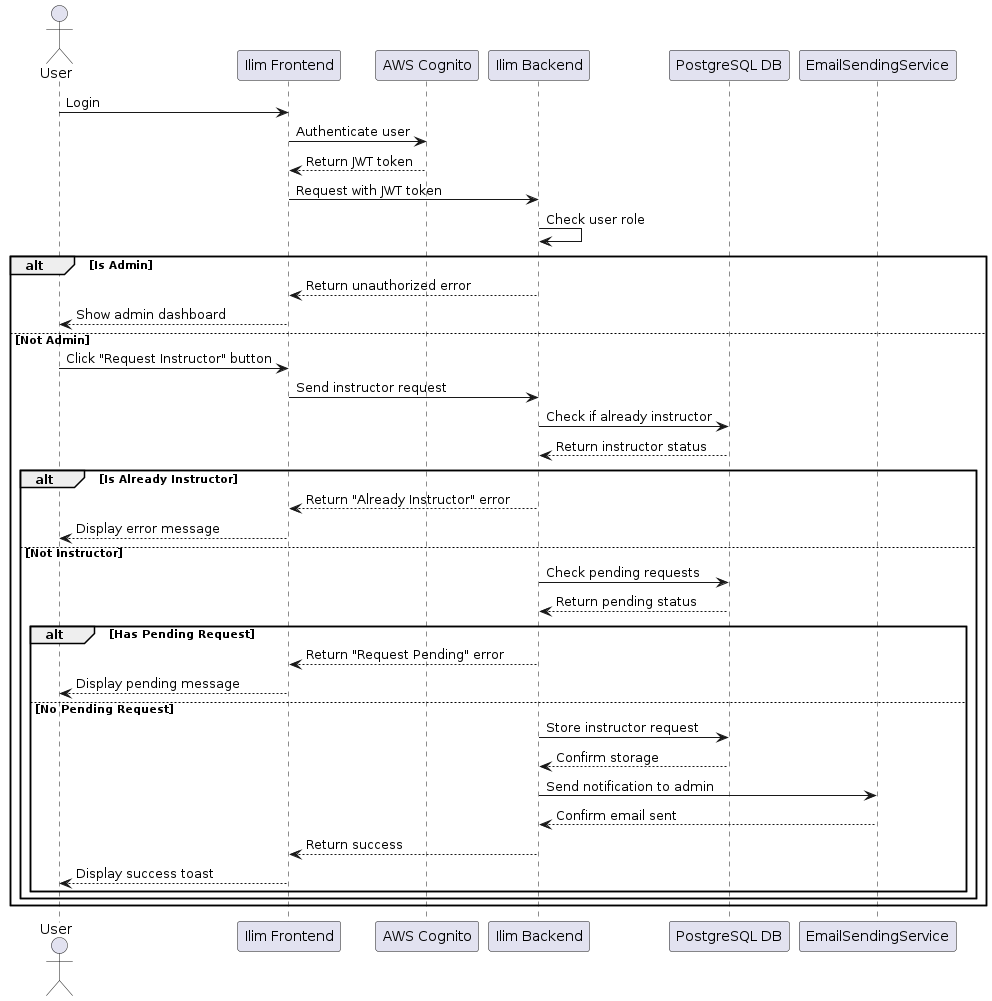 User
Ilim Frontend
AWS Cognito
Ilim Backend
PostgreSQL DB
EmailSendingService
Login
Authenticate user
Return JWT token
Request with JWT token
Check user role
alt
[Is Admin]
Return unauthorized error
Show admin dashboard
[Not Admin]
Click "Request Instructor" button
Send instructor request
Check if already instructor
Return instructor status
alt
[Is Already Instructor]
Return "Already Instructor" error
Display error message
[Not Instructor]
Check pending requests
Return pending status
alt
[Has Pending Request]
Return "Request Pending" error
Display pending message
[No Pending Request]
Store instructor request
Confirm storage
Send notification to admin
Confirm email sent
Return success
Display success toast
User
Ilim Frontend
AWS Cognito
Ilim Backend
PostgreSQL DB
EmailSendingService